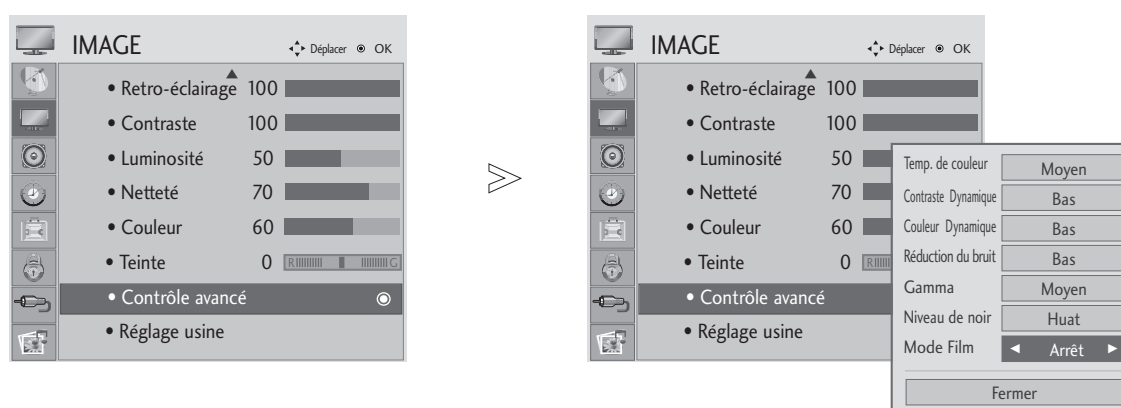 IMAGE
Déplacer OK
• Retro-éclairage 100
• Contraste 100
• Luminosité 50
• Netteté 70
• Couleur 60
• Teinte 0 R G
• Contrôle avancé
• Réglage usine
IMAGE
Déplacer OK
• Retro-éclairage 100
• Contraste 100
• Luminosité 50
• Netteté 70
• Couleur 60
• Teinte 0 R
• Contrôle avancé
• Réglage usine
Temp. de couleur Moyen
Contraste Dynamique Bas
Couleur Dynamique Bas
Réduction du bruit Bas
Gamma Moyen
Niveau de noir Huat
Mode Film ◄ Arrêt ►
Fermer